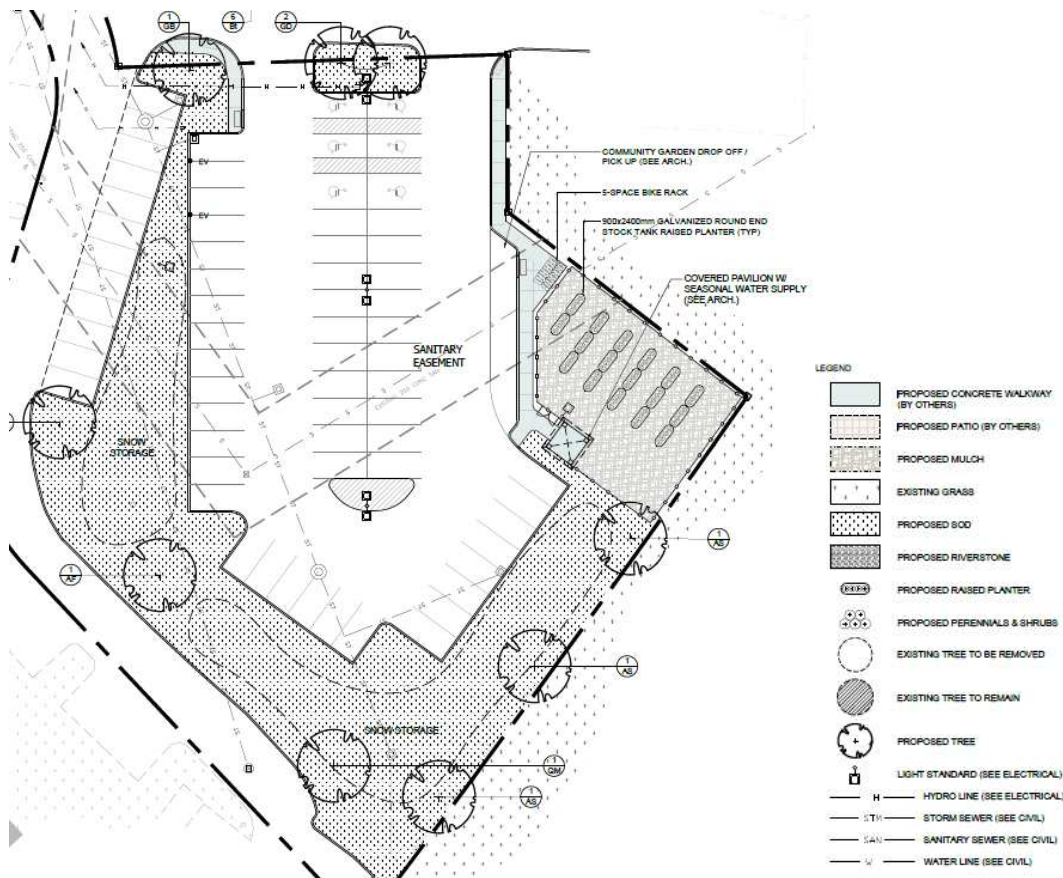 1
GB
6
Bt
2
GD
H
H
H
H
EV
EV
COMMUNITY GARDEN DROP OFF /
PICK UP (SEE ARCH.)
5-SPACE BIKE RACK
900x2400mm GALVANIZED ROUND END
STOCK TANK RAISED PLANTER (TYP)
COVERED PAVILION W/
SEASONAL WATER SUPPLY
(SEE ARCH.)
SANITARY
EASEMENT
SNOW
STORAGE
1
AF
1
AS
1
AS
SNOW STORAGE
1
QM
1
AS
LEGEND
PROPOSED CONCRETE WALKWAY
(BY OTHERS)
PROPOSED PATIO (BY OTHERS)
PROPOSED MULCH
EXISTING GRASS
PROPOSED SOD
PROPOSED RIVERSTONE
PROPOSED RAISED PLANTER
PROPOSED PERENNIALS & SHRUBS
EXISTING TREE TO BE REMOVED
EXISTING TREE TO REMAIN
PROPOSED TREE
LIGHT STANDARD (SEE ELECTRICAL)
H HYDRO LINE (SEE ELECTRICAL)
STM STORM SEWER (SEE CIVIL)
SAN SANITARY SEWER (SEE CIVIL)
W WATER LINE (SEE CIVIL)